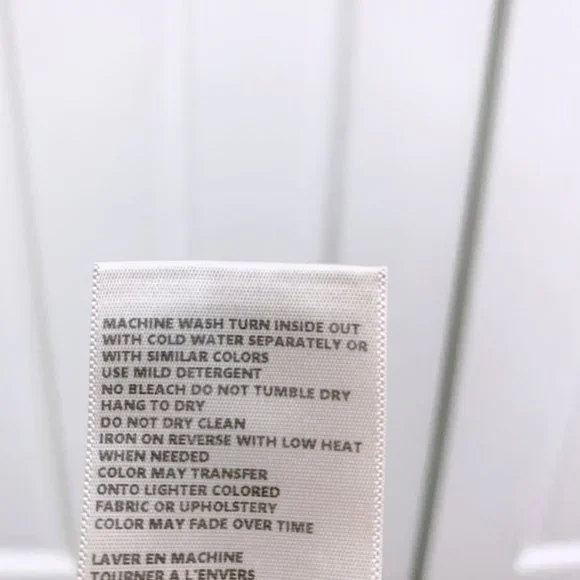 MACHINE WASH TURN INSIDE OUT
WITH COLD WATER SEPARATELY OR
WITH SIMILAR COLORS
USE MILD DETERGENT
NO BLEACH DO NOT TUMBLE DRY
HANG TO DRY
DO NOT DRY CLEAN
IRON ON REVERSE WITH LOW HEAT
WHEN NEEDED
COLOR MAY TRANSFER
ONTO LIGHTER COLORED
FABRIC OR UPHOLSTERY
COLOR MAY FADE OVER TIME
LAVER EN MACHINE
TOURNER A L'ENVERS